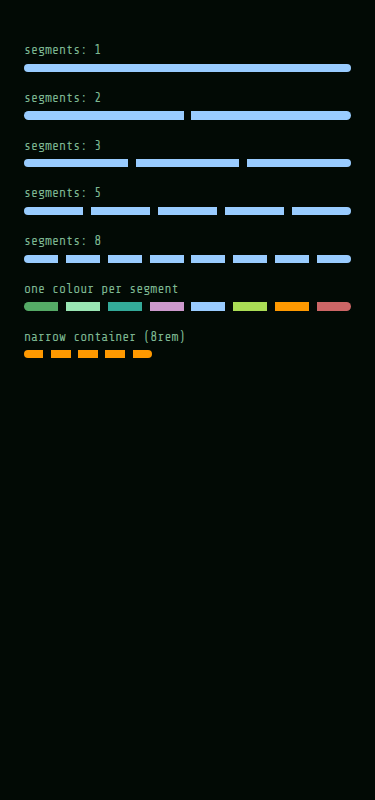 segments: 1
segments: 2
segments: 3
segments: 5
segments: 8
one colour per segment
narrow container (8rem)